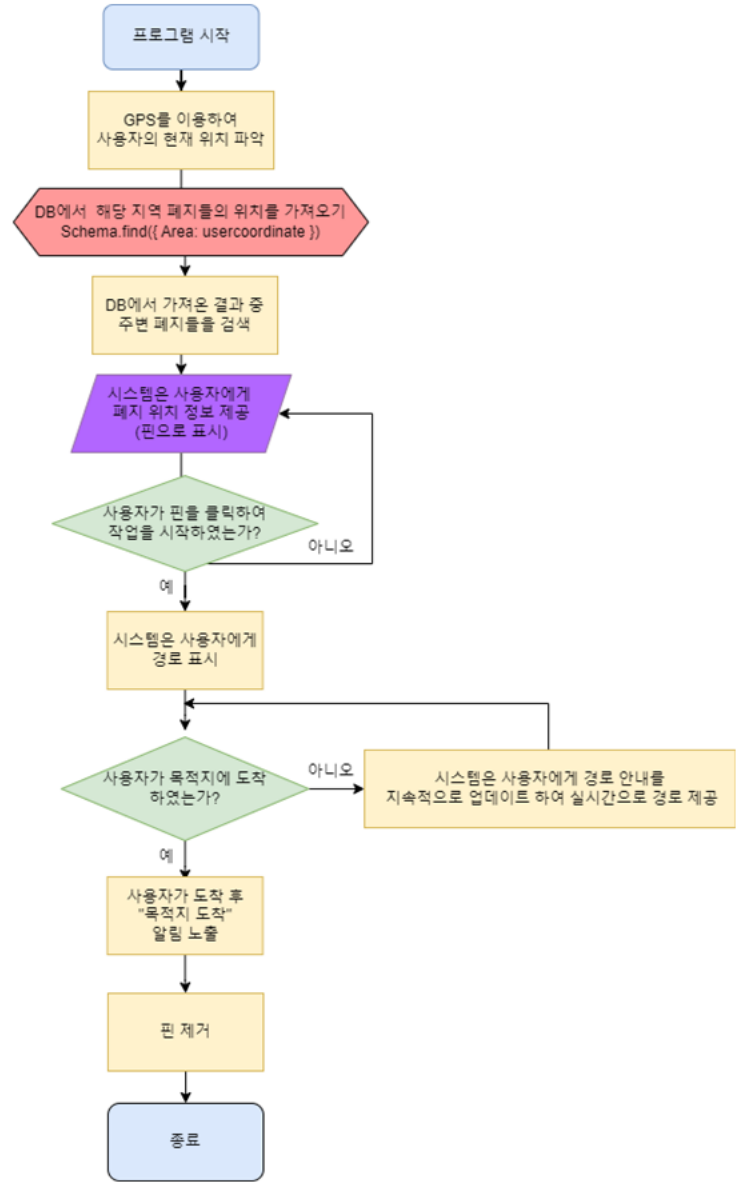 프로그램 시작
GPS를 이용하여
사용자의 현재 위치 파악
DB에서 해당 지역 폐지들의 위치를 가져오기
Schema.find({ Area: usercoordinate })
DB에서 가져온 결과 중
주변 폐지들을 검색
시스템은 사용자에게
폐지 위치 정보 제공
(핀으로 표시)
사용자가 핀을 클릭하여
작업을 시작하였는가?
아니오
예
시스템은 사용자에게
경로 표시
사용자가 목적지에 도착
하였는가?
아니오
시스템은 사용자에게 경로 안내를
지속적으로 업데이트 하여 실시간으로 경로 제공
예
사용자가 도착 후
"목적지 도착"
알림 노출
핀 제거
종료